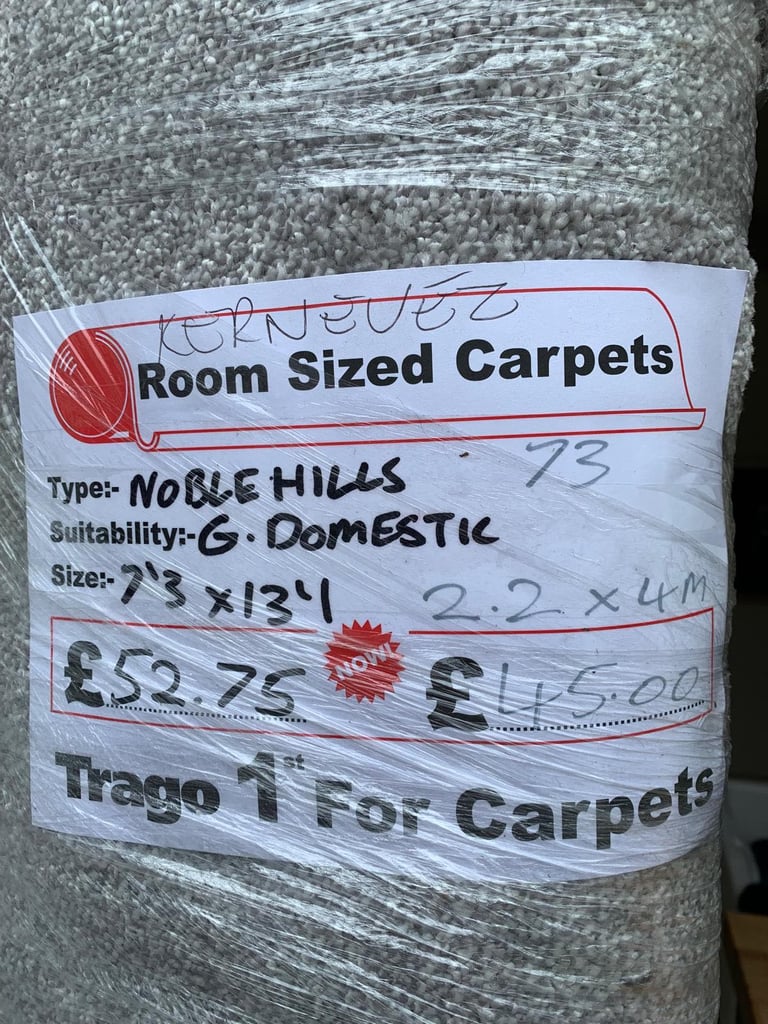 KERNEVÉZ
Room Sized Carpets
73
Type:- NOBLE HILLS
Suitability:- G. DOMESTIC
Size:- 7'3 x 13'1 2.2 x 4M
£52.75 NOW! £45.00
Trago 1st For Carpets